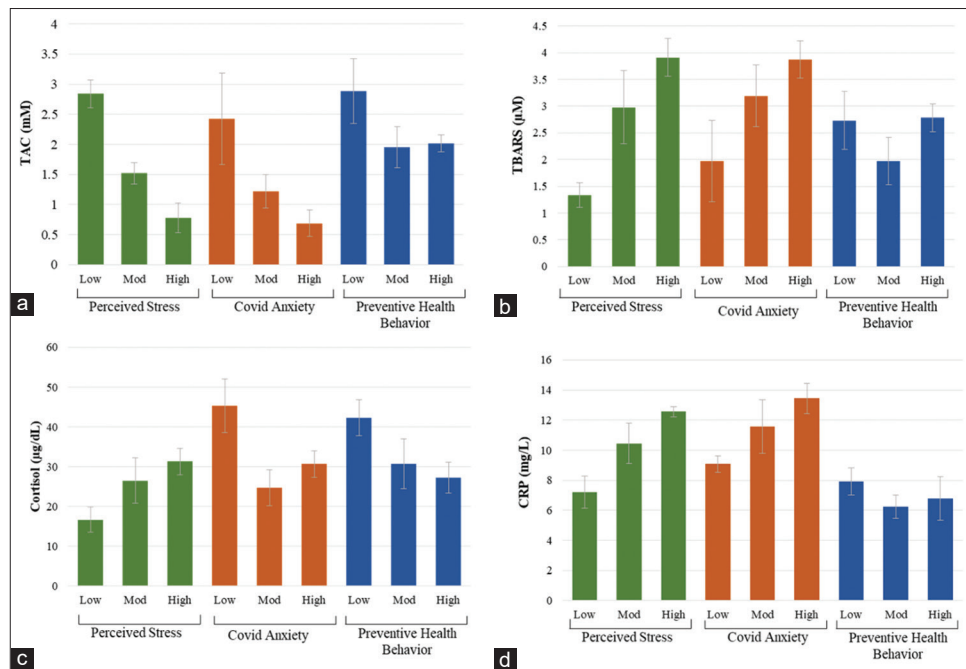 4
3.5
3
2.5
2
1.5
1
0.5
0
TAC (mM)
Low Mod High Low Mod High Low Mod High
Perceived Stress Covid Anxiety Preventive Health
Behavior
a
4.5
4
3.5
3
2.5
2
1.5
1
0.5
0
TBARS (µM)
Low Mod High Low Mod High Low Mod High
Perceived Stress Covid Anxiety Preventive Health
Behavior
b
60
50
40
30
20
10
0
Cortisol (µg/dL)
Low Mod High Low Mod High Low Mod High
Perceived Stress Covid Anxiety Preventive Health
Behavior
c
16
14
12
10
8
6
4
2
0
CRP (mg/L)
Low Mod High Low Mod High Low Mod High
Perceived Stress Covid Anxiety Preventive Health
Behavior
d